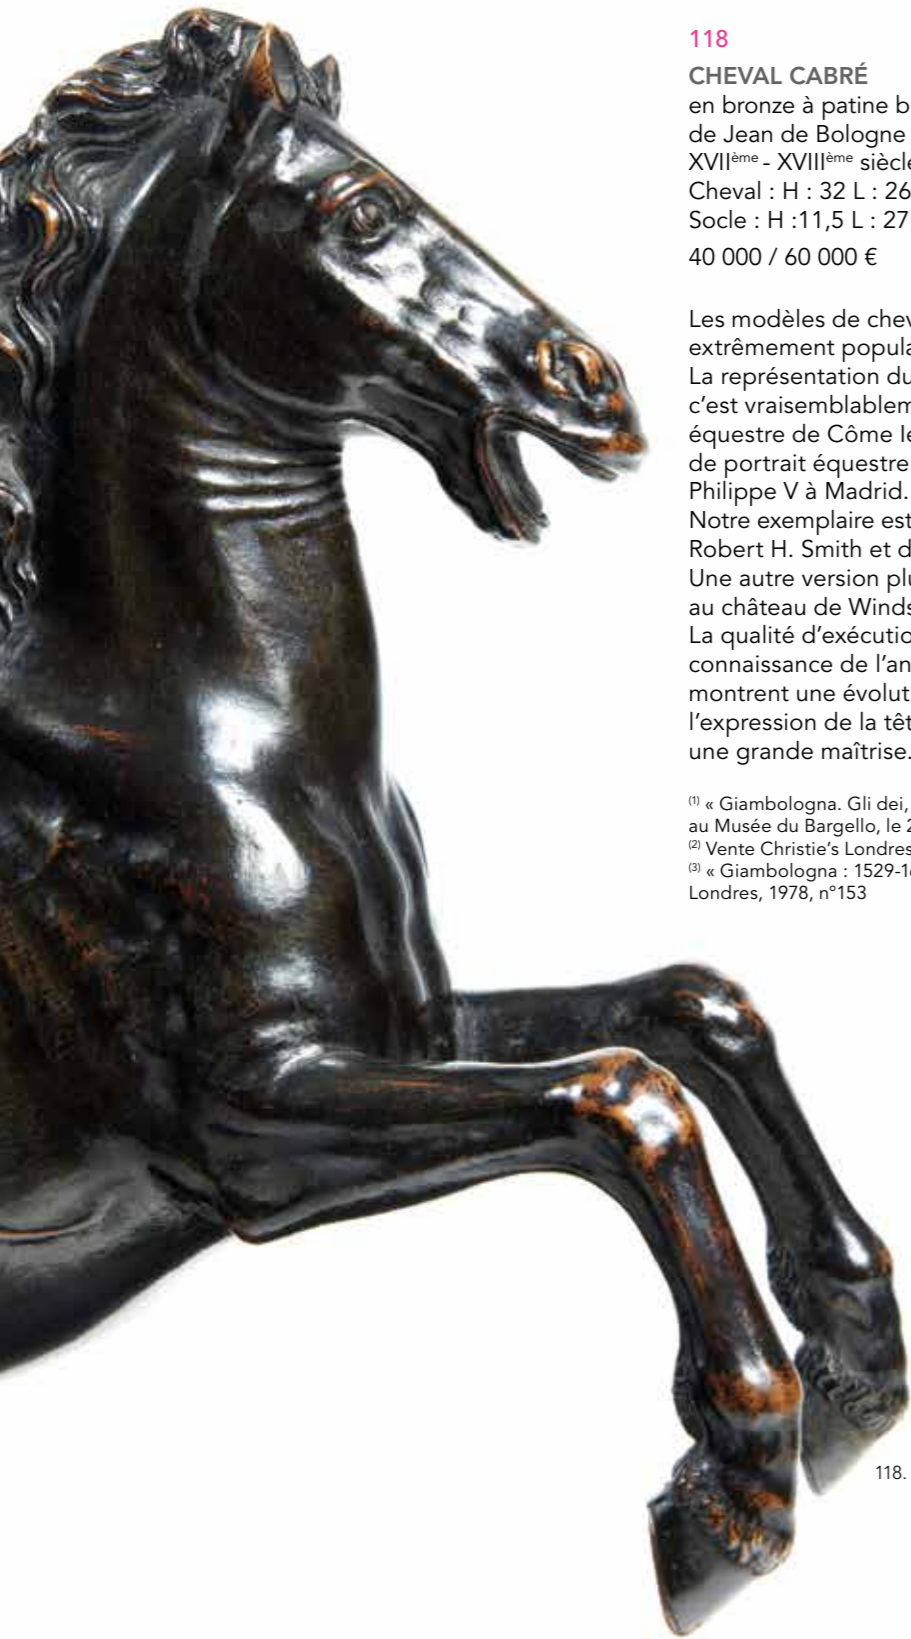 118
CHEVAL CABRÉ
en bronze à patine b
de Jean de Bologne
XVIIème - XVIIIème siècle
Cheval : H : 32 L : 26
Socle : H :11,5 L : 27
40 000 / 60 000 €
Les modèles de chev
extrêmement popula
La représentation du
c’est vraisemblablem
équestre de Côme le
de portrait équestre
Philippe V à Madrid.
Notre exemplaire est
Robert H. Smith et d
Une autre version plu
au château de Winds
La qualité d’exécutio
connaissance de l’an
montrent une évolut
l’expression de la têt
une grande maîtrise.
(1) « Giambologna. Gli dei,
au Musée du Bargello, le 2
(2) Vente Christie’s Londres
(3) « Giambologna : 1529-16
Londres, 1978, n°153
118.